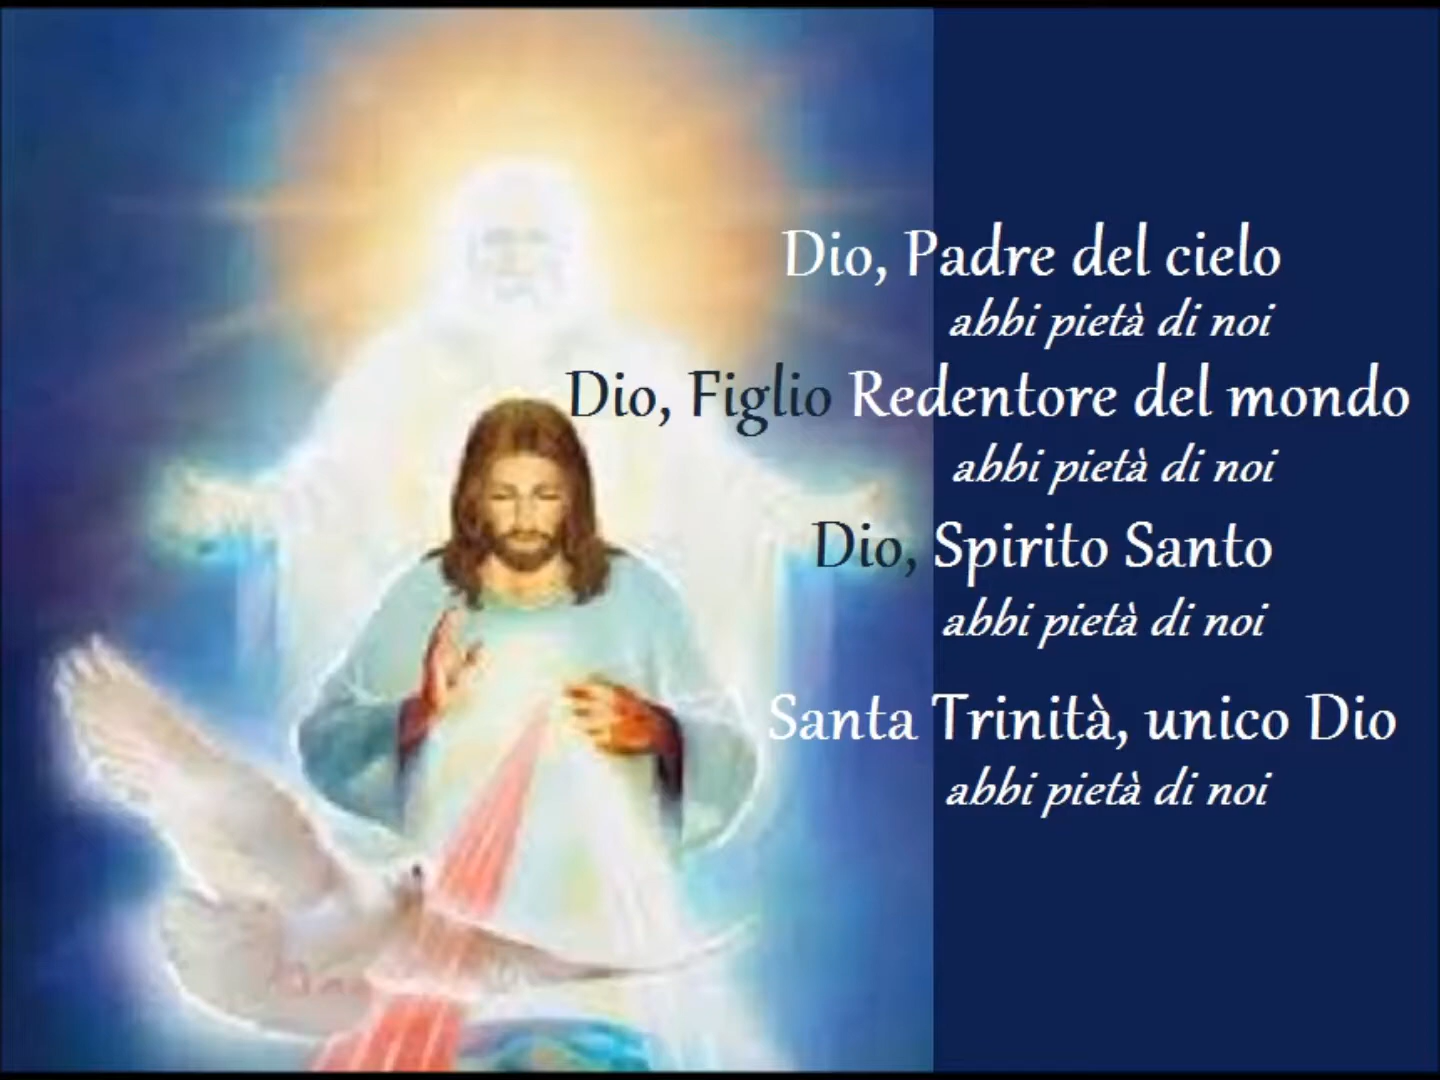 Dio, Padre del cielo
abbi pietà di noi
Dio, Figlio Redentore del mondo
abbi pietà di noi
Dio, Spirito Santo
abbi pietà di noi
Santa Trinità, unico Dio
abbi pietà di noi